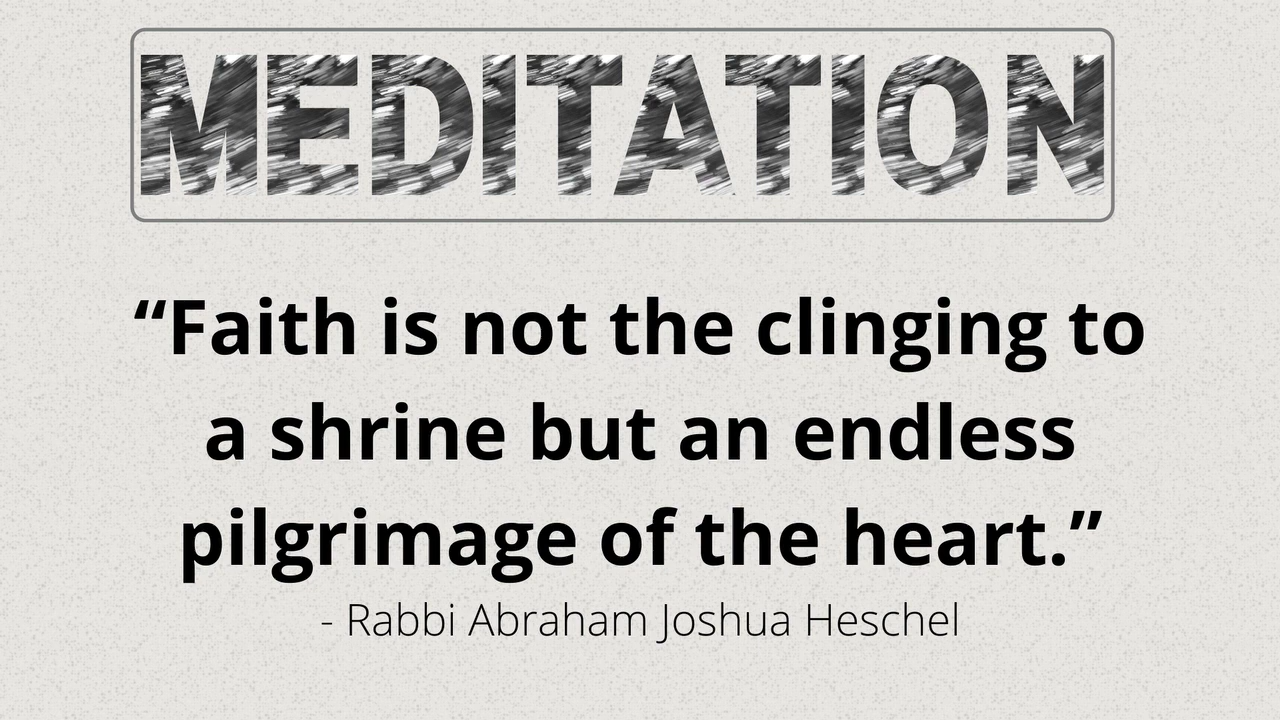 MEDITATION
“Faith is not the clinging to
a shrine but an endless
pilgrimage of the heart.”
- Rabbi Abraham Joshua Heschel